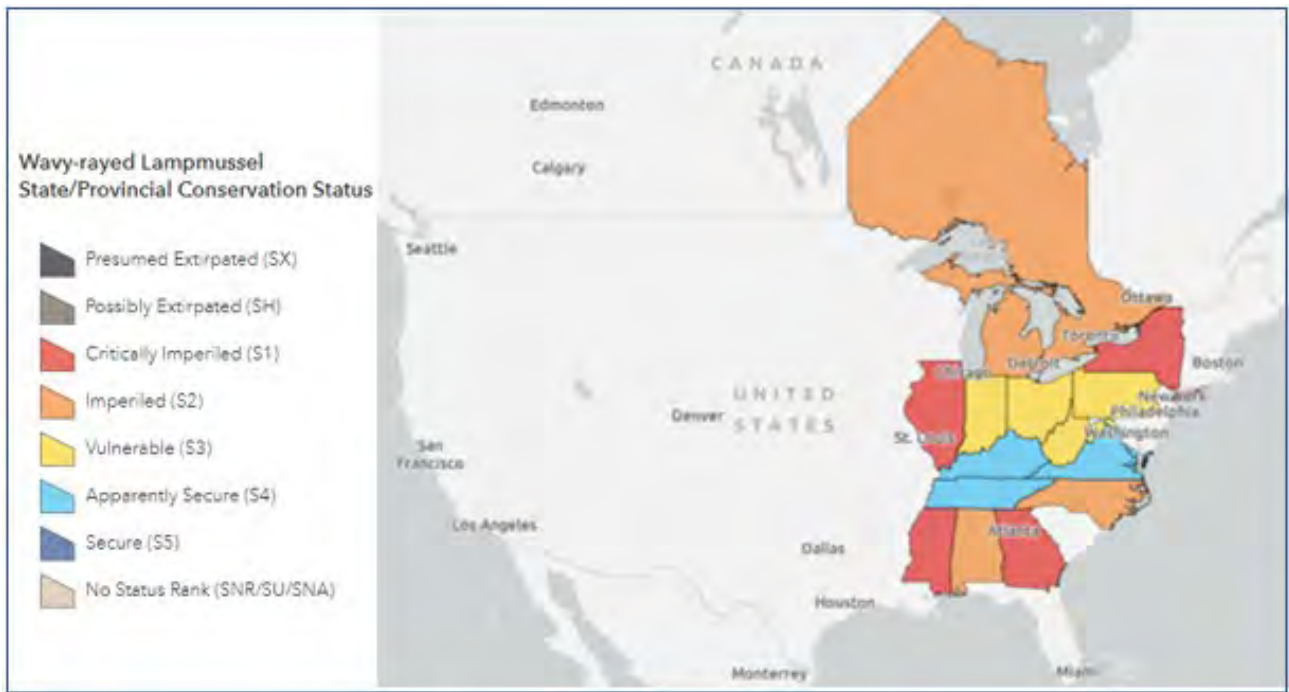 Wavy-rayed Lampmussel
State/Provincial Conservation Status
Presumed Extirpated (SX)
Possibly Extirpated (SH)
Critically Imperiled (S1)
Imperiled (S2)
Vulnerable (S3)
Apparently Secure (S4)
Secure (S5)
No Status Rank (SNR/SU/SNA)
CANADA
Edmonton
Calgary
Seattle
Ottawa
Toronto
Boston
Detroit
Chicago
New York
Philadelphia
UNITED
STATES
Denver
St. Louis
Washington
San
Francisco
Los Angeles
Atlanta
Dallas
Houston
Monterrey
Miami